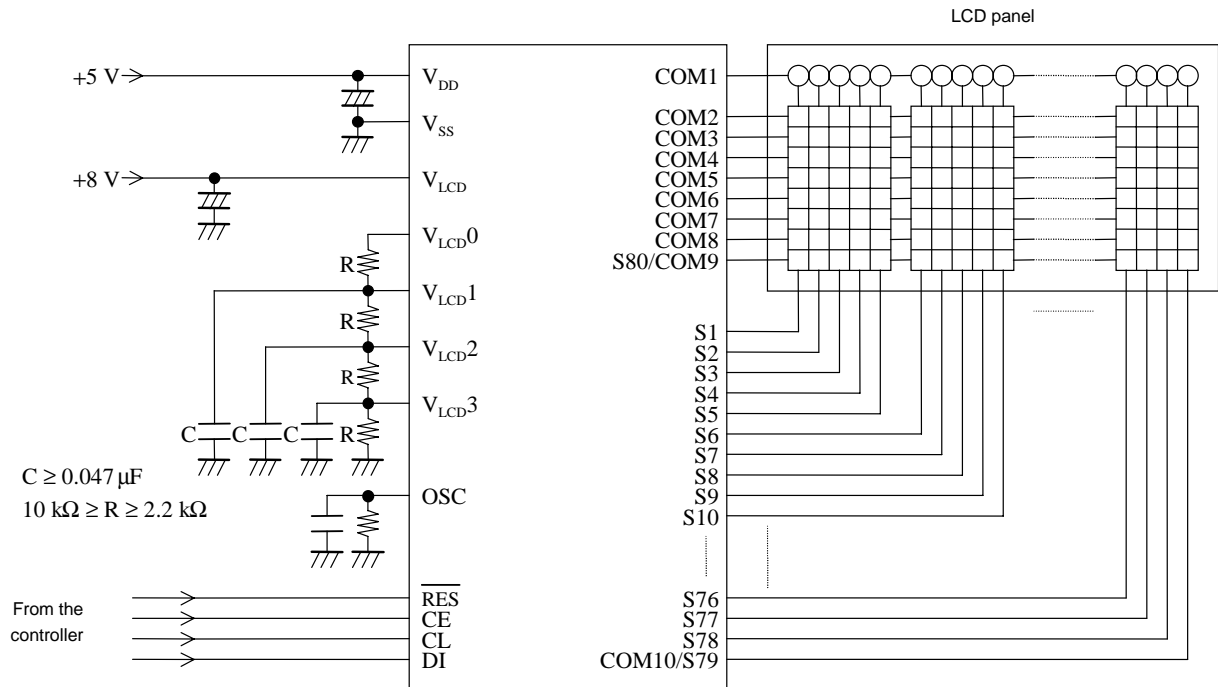 LCD panel
+5 V
V_DD
V_SS
+8 V
V_LCD
V_LCD0
R
V_LCD1
R
V_LCD2
R
V_LCD3
R
C
C
C
C ≥ 0.047 µF
10 kΩ ≥ R ≥ 2.2 kΩ
OSC
From the
controller
R̅E̅S̅
CE
CL
DI
COM1
COM2
COM3
COM4
COM5
COM6
COM7
COM8
S80/COM9
S1
S2
S3
S4
S5
S6
S7
S8
S9
S10
S76
S77
S78
COM10/S79